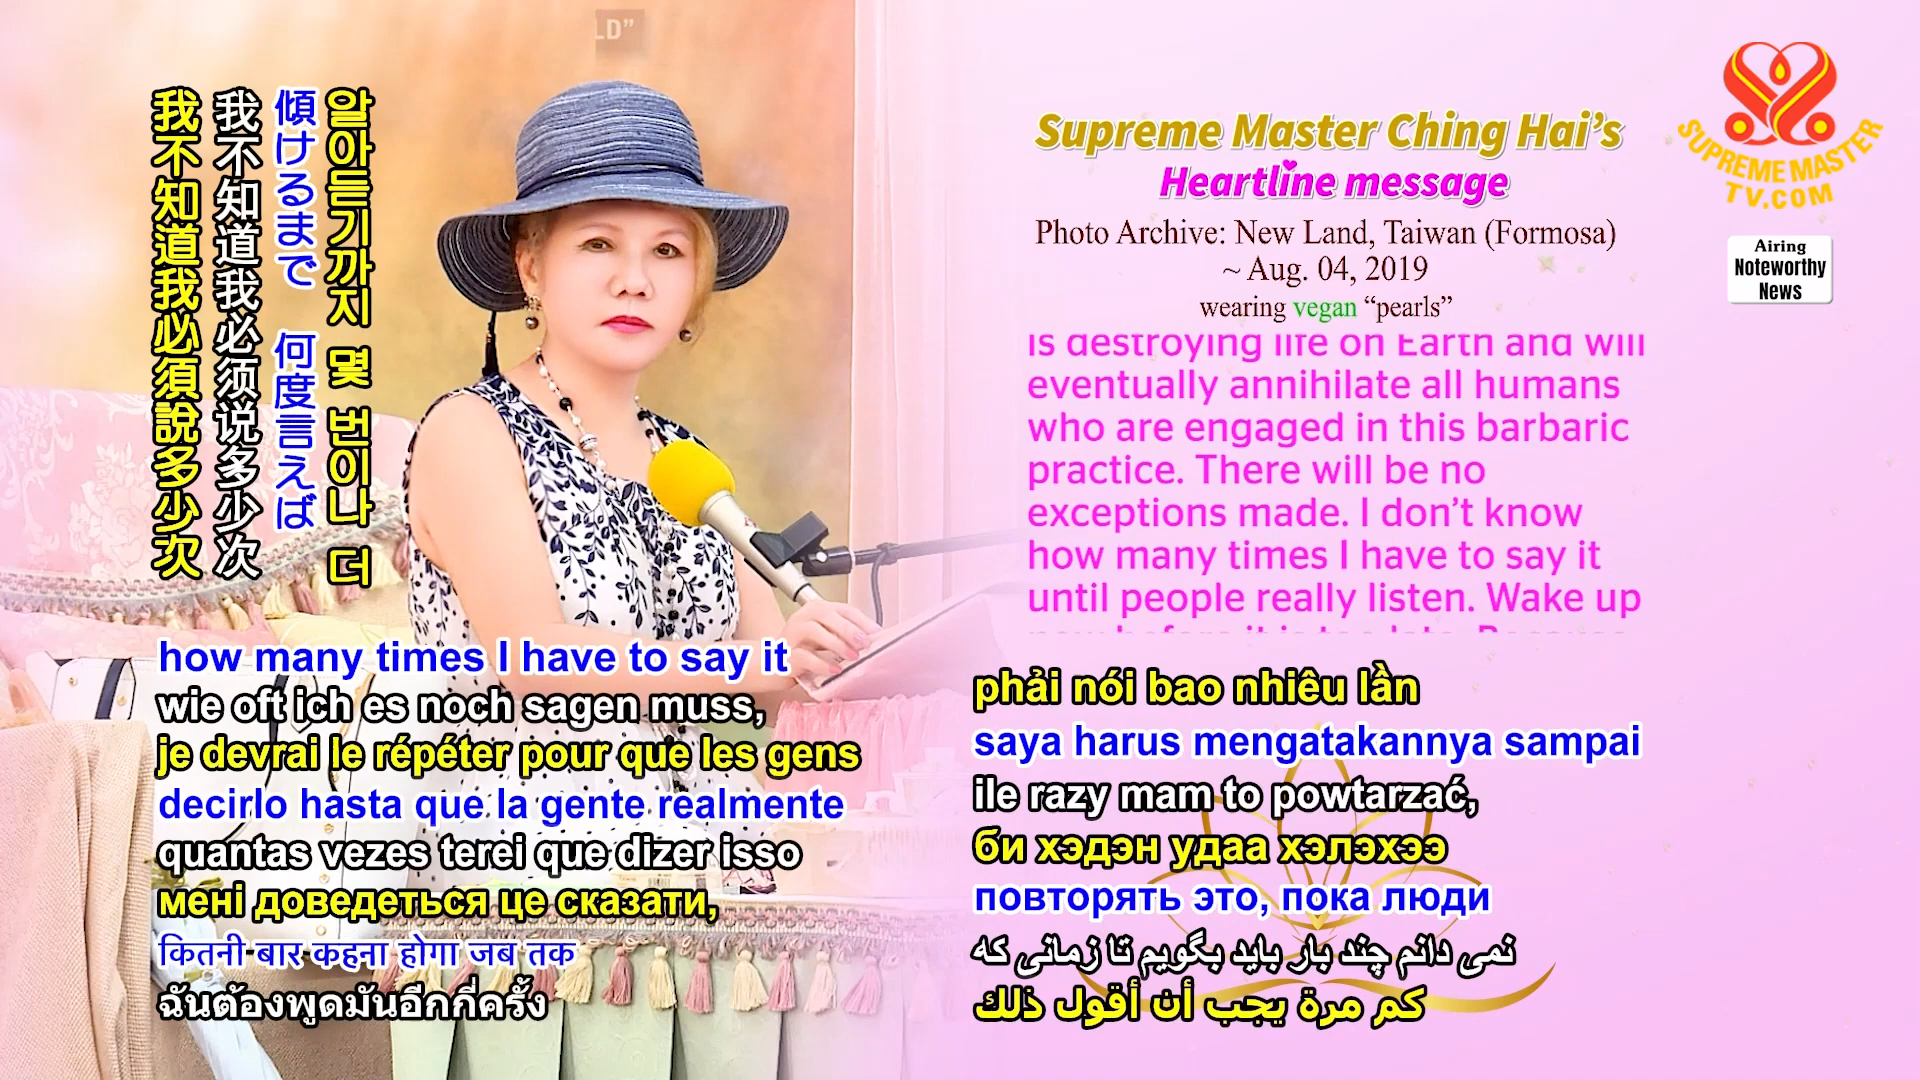 LD”
알아듣기까지 몇 번이나 더
傾けるまで 何度言えば
我不知道我必须说多少次
我不知道我必須說多少次
Supreme Master Ching Hai’s
Heartline message
Photo Archive: New Land, Taiwan (Formosa)
~ Aug. 04, 2019
wearing vegan “pearls”
is destroying life on Earth and will
eventually annihilate all humans
who are engaged in this barbaric
practice. There will be no
exceptions made. I don’t know
how many times I have to say it
until people really listen. Wake up
SUPREME MASTER
TV.COM
Airing
Noteworthy
News
how many times I have to say it
wie oft ich es noch sagen muss,
je devrai le répéter pour que les gens
decirlo hasta que la gente realmente
quantas vezes terei que dizer isso
мені доведеться це сказати,
कितनी बार कहना होगा जब तक
ฉันต้องพูดมันอีกกี่ครั้ง
phải nói bao nhiêu lần
saya harus mengatakannya sampai
ile razy mam to powtarzać,
би хэдэн удаа хэлэхээ
повторять это, пока люди
نمی دانم چند بار باید بگویم تا زمانی که
كم مرة يجب أن أقول ذلك